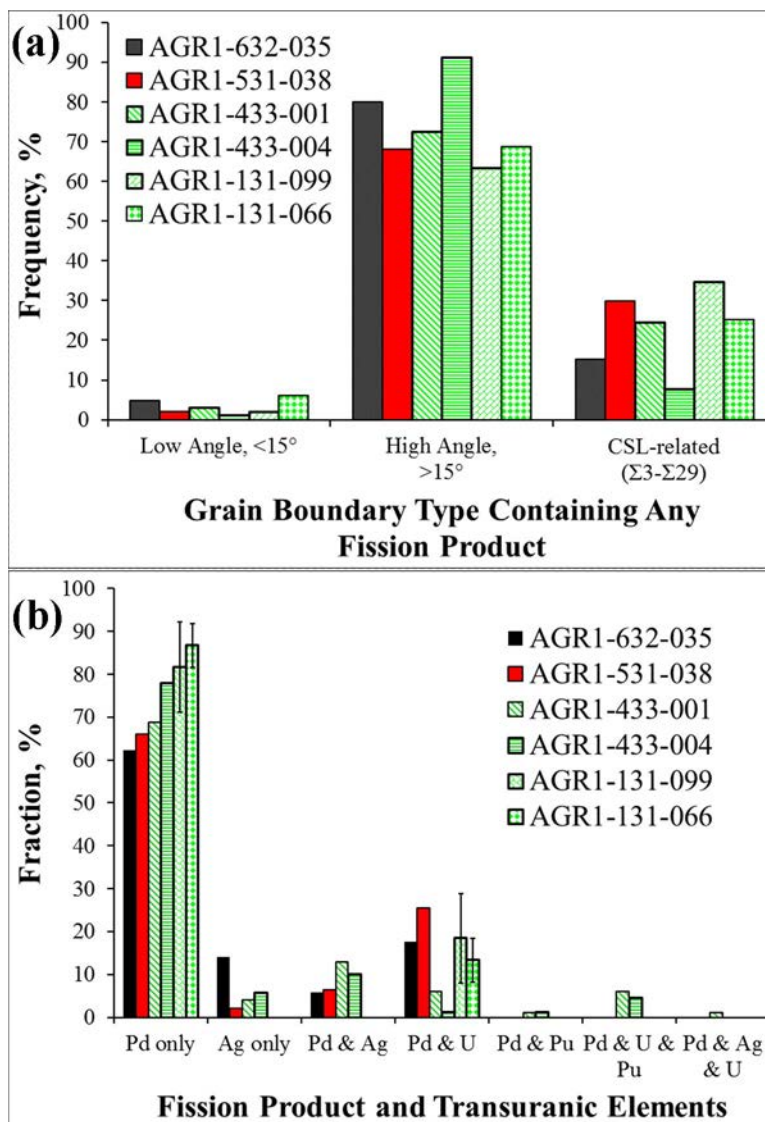 (a)
100
90
80
70
60
50
40
30
20
10
0
Frequency, %
AGR1-632-035
AGR1-531-038
AGR1-433-001
AGR1-433-004
AGR1-131-099
AGR1-131-066
Low Angle, <15°
High Angle,
>15°
CSL-related
(Σ3-Σ29)
Grain Boundary Type Containing Any
Fission Product
(b)
100
90
80
70
60
50
40
30
20
10
0
Fraction, %
AGR1-632-035
AGR1-531-038
AGR1-433-001
AGR1-433-004
AGR1-131-099
AGR1-131-066
Pd only
Ag only
Pd & Ag
Pd & U
Pd & Pu
Pd & U &
Pu
Pd & Ag
& U
Fission Product and Transuranic Elements